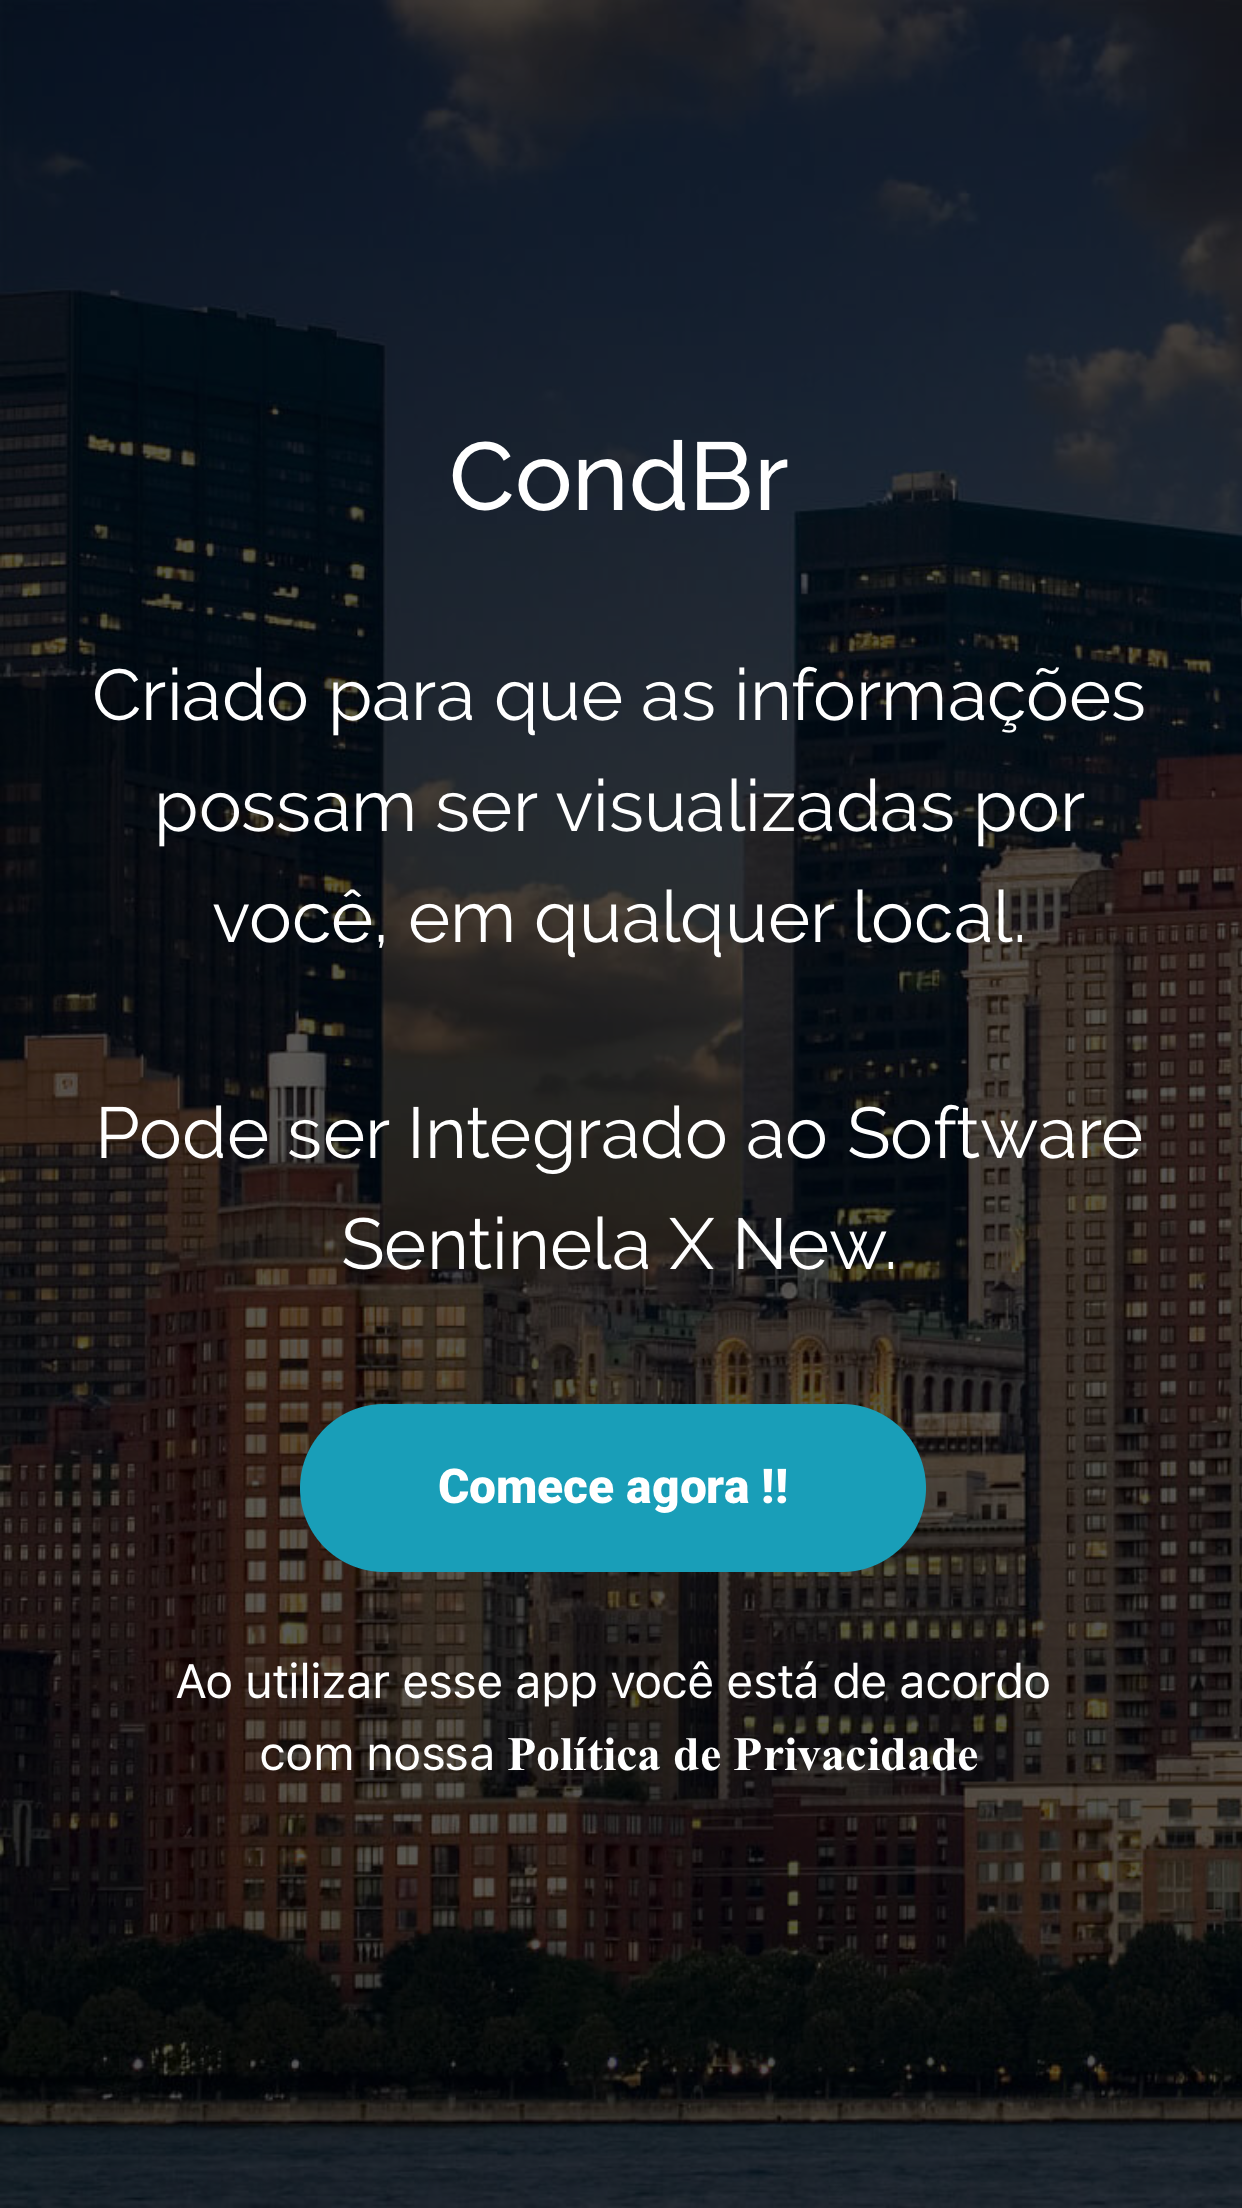 CondBr
Criado para que as informações
possam ser visualizadas por
você, em qualquer local.
Pode ser Integrado ao Software
Sentinela X New.
Comece agora !!
Ao utilizar esse app você está de acordo
com nossa Política de Privacidade